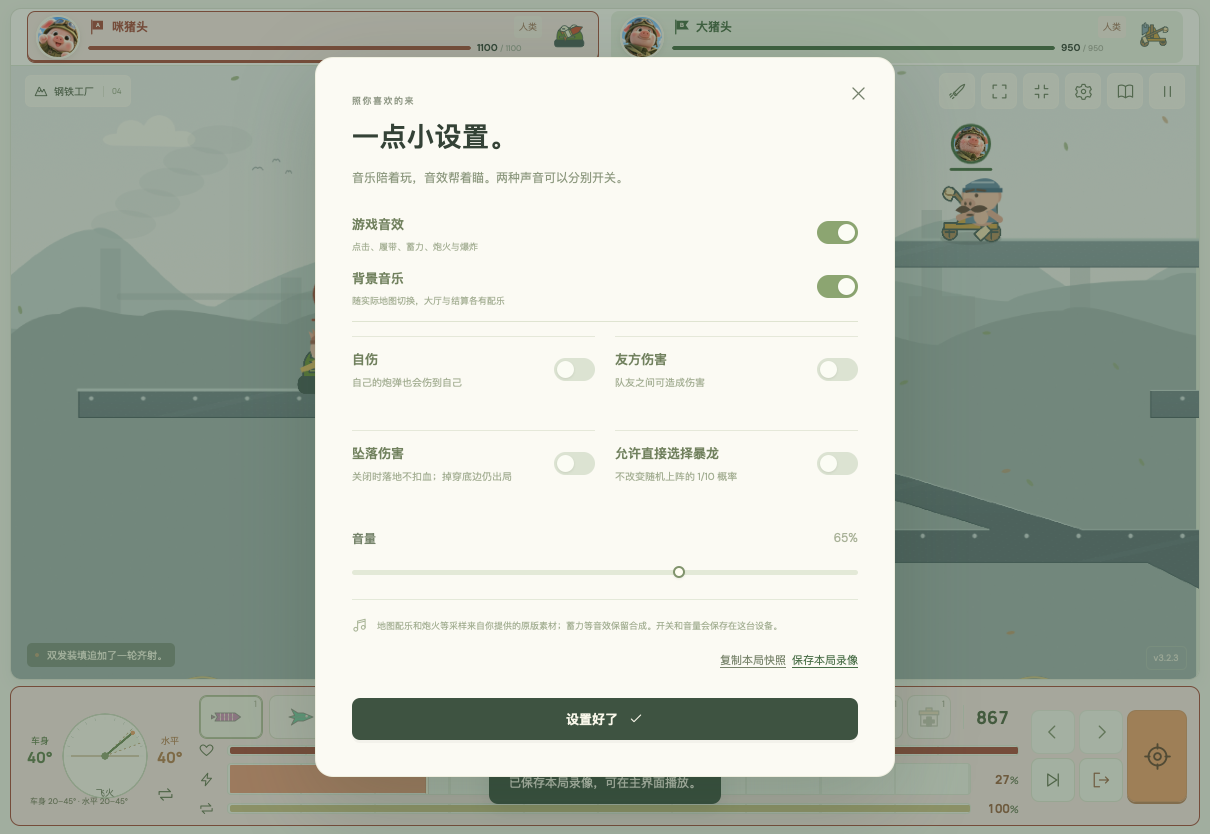 咪猪头
人类
1100 / 1100
大猪头
人类
950 / 950
钢铁工厂 04
照你喜欢的来
一点小设置。
音乐陪着玩，音效帮着瞄。两种声音可以分别开关。
游戏音效
点击、履带、蓄力、炮火与爆炸
背景音乐
随实际地图切换，大厅与结算各有配乐
自伤
自己的炮弹也会伤到自己
友方伤害
队友之间可造成伤害
坠落伤害
关闭时落地不扣血；掉穿底边仍出局
允许直接选择暴龙
不改变随机上阵的 1/10 概率
音量
65%
地图配乐和炮火等采样来自你提供的原版素材；蓄力等音效保留合成。开关和音量会保存在这台设备。
复制本局快照 保存本局录像
设置好了
已保存本局录像，可在主界面播放。
双发装填追加了一轮齐射。
v3.2.3
车身
40°
水平
40°
飞火
车身 20–45° · 水平 20–45°
1
1
867
27%
100%